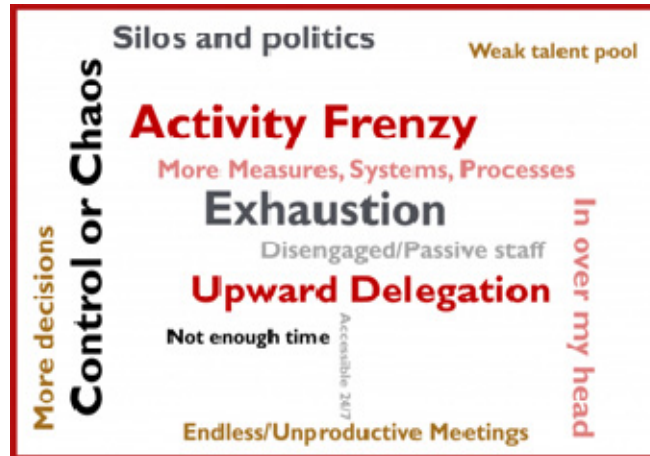 Silos and politics
Weak talent pool
Control or Chaos
Activity Frenzy
More Measures, Systems, Processes
Exhaustion
In over my head
More decisions
Disengaged/Passive staff
Upward Delegation
Not enough time
Accessible 24/7
Endless/Unproductive Meetings